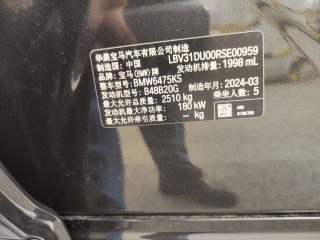 华晨宝马汽车有限公司制造
制造国：中国 LBV31DU00RSE00959
品牌：宝马(BMW)牌 发动机排量：1998 mL
整车型号：BMW6475KS
发动机型号：B48B20G 制造年月：2024-03
最大允许总质量：2510 kg 乘坐人数：5
发动机最大净功率：180 kW
最大允许牵引质量：-- kg